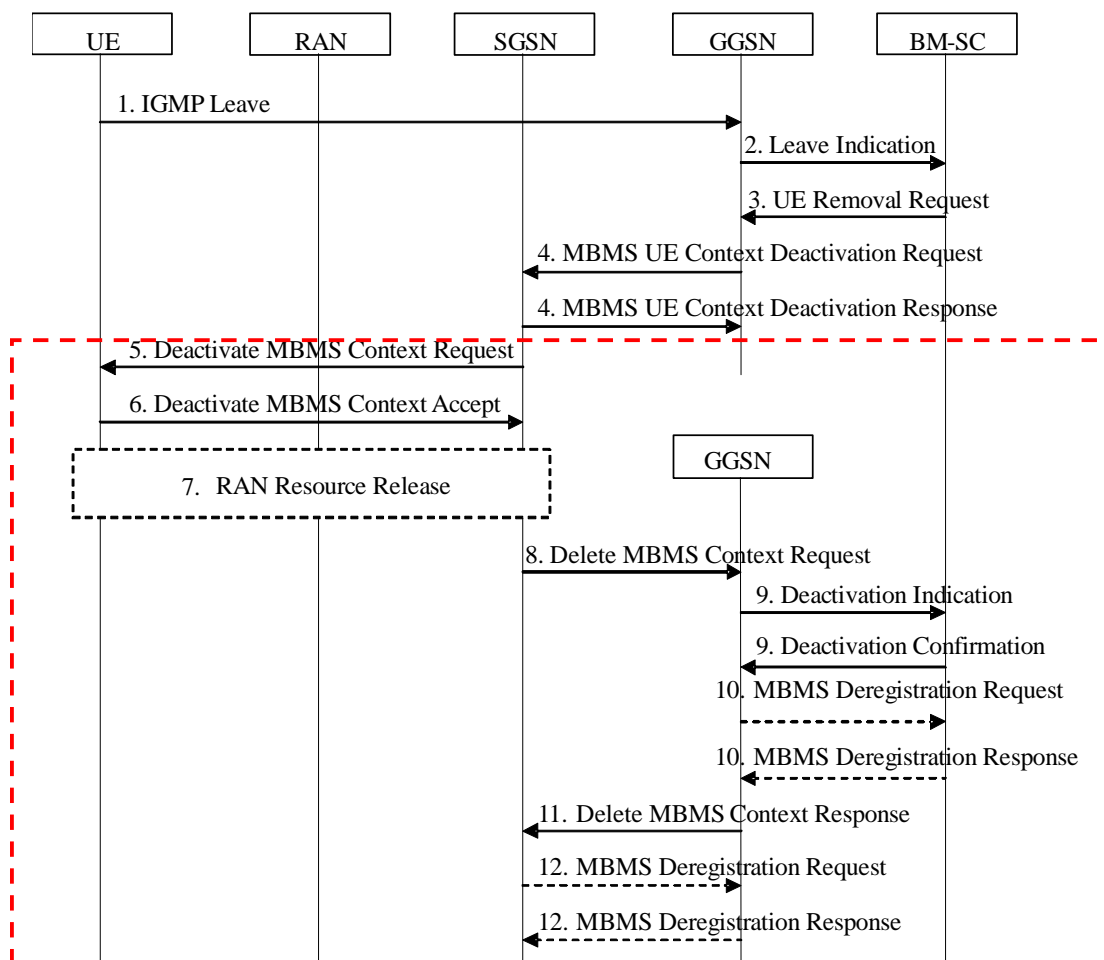 UE
RAN
SGSN
GGSN
BM-SC
1. IGMP Leave
2. Leave Indication
3. UE Removal Request
4. MBMS UE Context Deactivation Request
4. MBMS UE Context Deactivation Response
5. Deactivate MBMS Context Request
6. Deactivate MBMS Context Accept
GGSN
7. RAN Resource Release
8. Delete MBMS Context Request
9. Deactivation Indication
9. Deactivation Confirmation
10. MBMS Deregistration Request
10. MBMS Deregistration Response
11. Delete MBMS Context Response
12. MBMS Deregistration Request
12. MBMS Deregistration Response